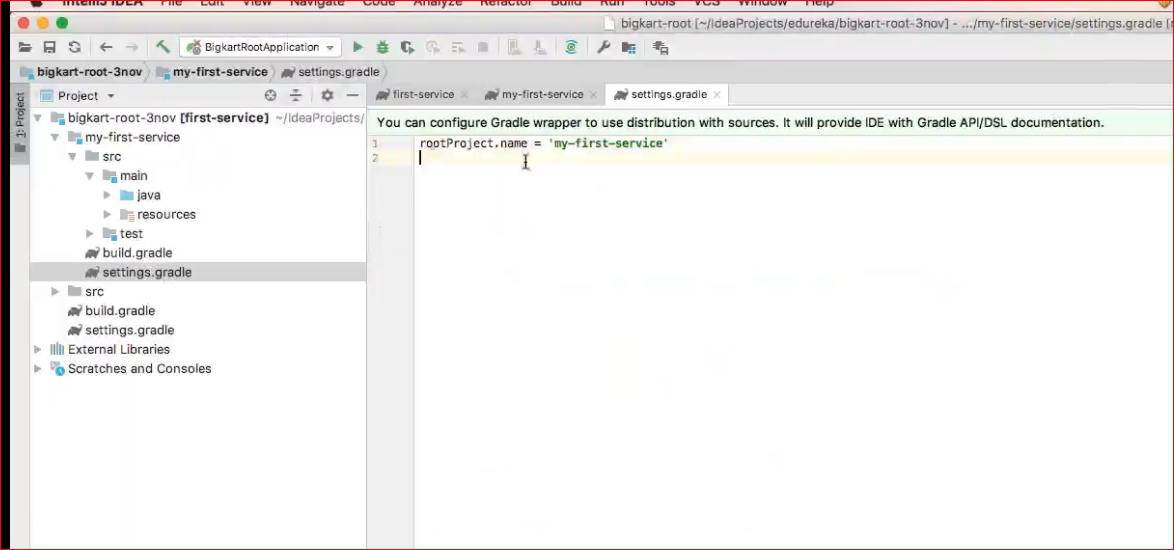 IntelliJ IDEA File Edit View Navigate Code Analyze Refactor Build Run Tools VCS Window Help
bigkart-root [~/IdeaProjects/edureka/bigkart-root-3nov] - .../my-first-service/settings.gradle
BigkartRootApplication
bigkart-root-3nov my-first-service settings.gradle
1: Project
Project
first-service my-first-service settings.gradle
bigkart-root-3nov [first-service] ~/IdeaProjects/
You can configure Gradle wrapper to use distribution with sources. It will provide IDE with Gradle API/DSL documentation.
my-first-service
1 rootProject.name = 'my-first-service'
2
src
main
java
resources
test
build.gradle
settings.gradle
src
build.gradle
settings.gradle
External Libraries
Scratches and Consoles